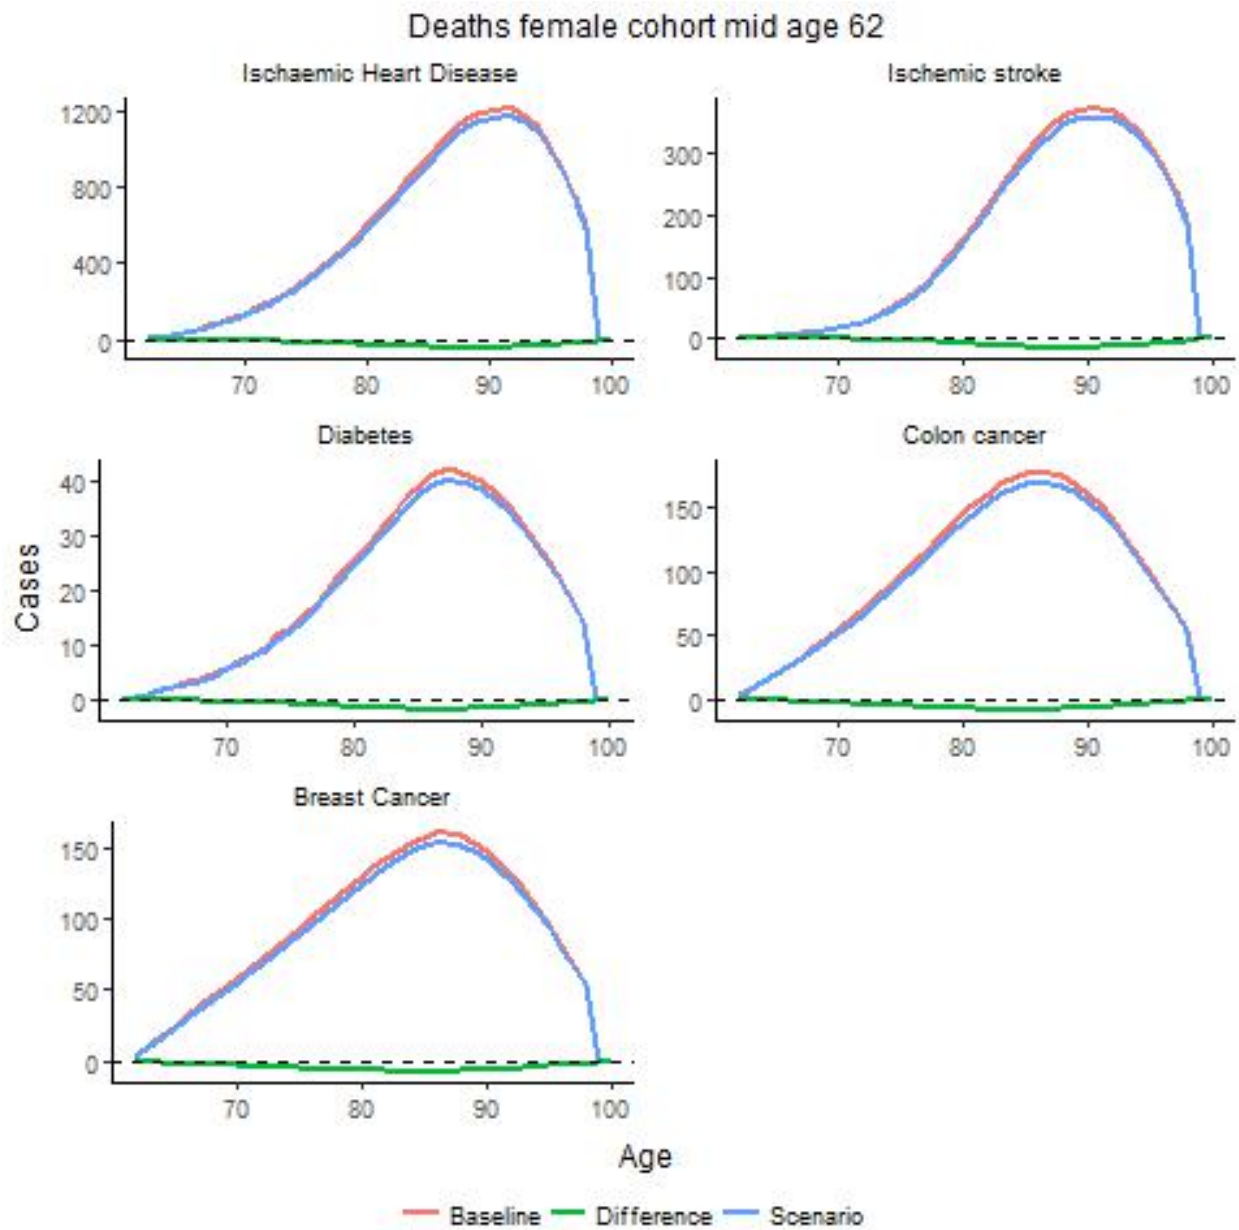 Deaths female cohort mid age 62
Ischaemic Heart Disease
1200
800
400
0
70 80 90 100
Ischemic stroke
300
200
100
0
70 80 90 100
Diabetes
40
30
20
10
0
70 80 90 100
Colon cancer
150
100
50
0
70 80 90 100
Breast Cancer
150
100
50
0
70 80 90 100
Cases
Age
Baseline Difference Scenario